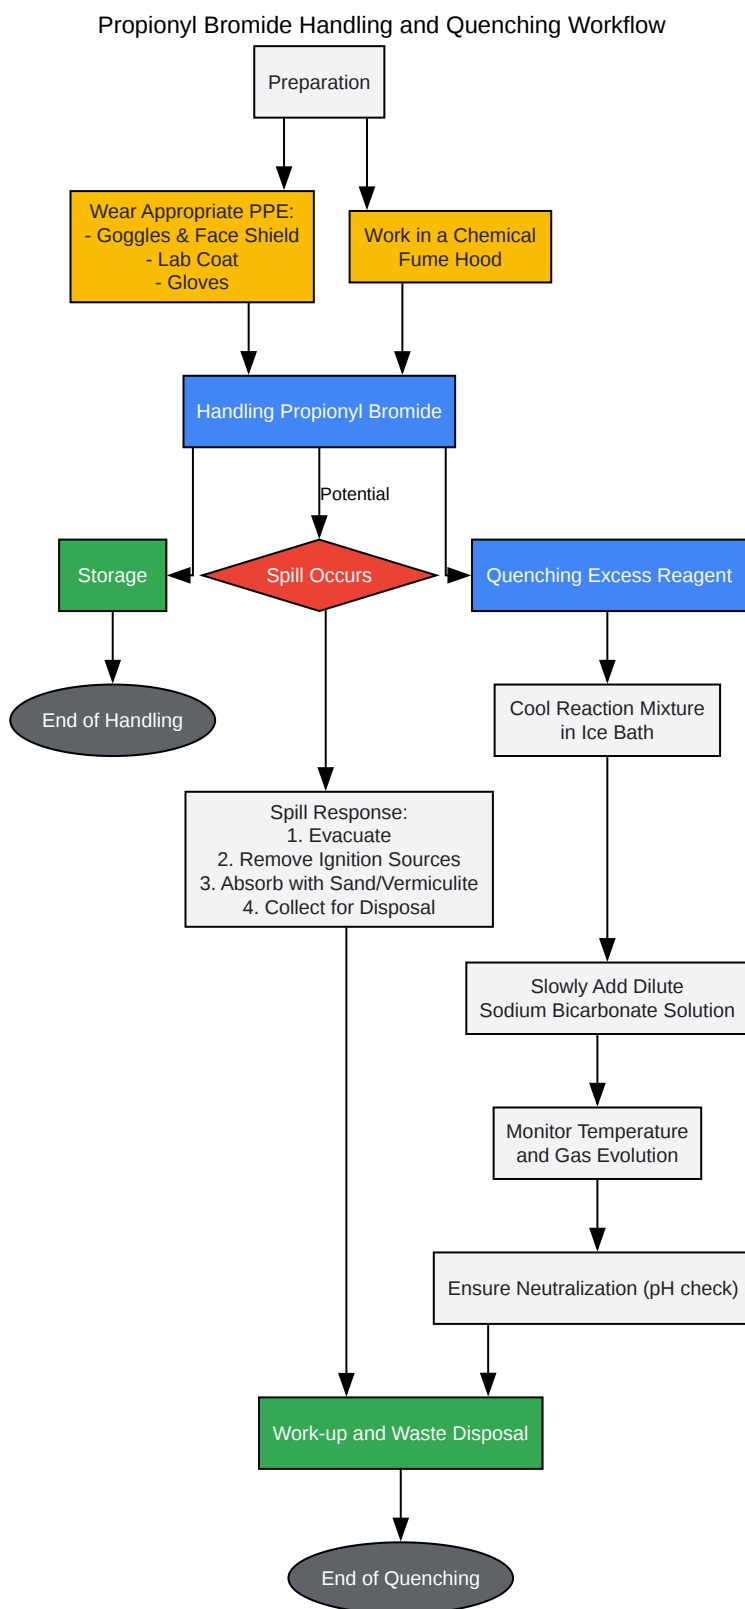 Propionyl Bromide Handling and Quenching Workflow
Preparation
Wear Appropriate PPE:
- Goggles & Face Shield
- Lab Coat
- Gloves
Work in a Chemical
Fume Hood
Handling Propionyl Bromide
Potential
Storage
Spill Occurs
Quenching Excess Reagent
End of Handling
Cool Reaction Mixture
in Ice Bath
Spill Response:
1. Evacuate
2. Remove Ignition Sources
3. Absorb with Sand/Vermiculite
4. Collect for Disposal
Slowly Add Dilute
Sodium Bicarbonate Solution
Monitor Temperature
and Gas Evolution
Ensure Neutralization (pH check)
Work-up and Waste Disposal
End of Quenching